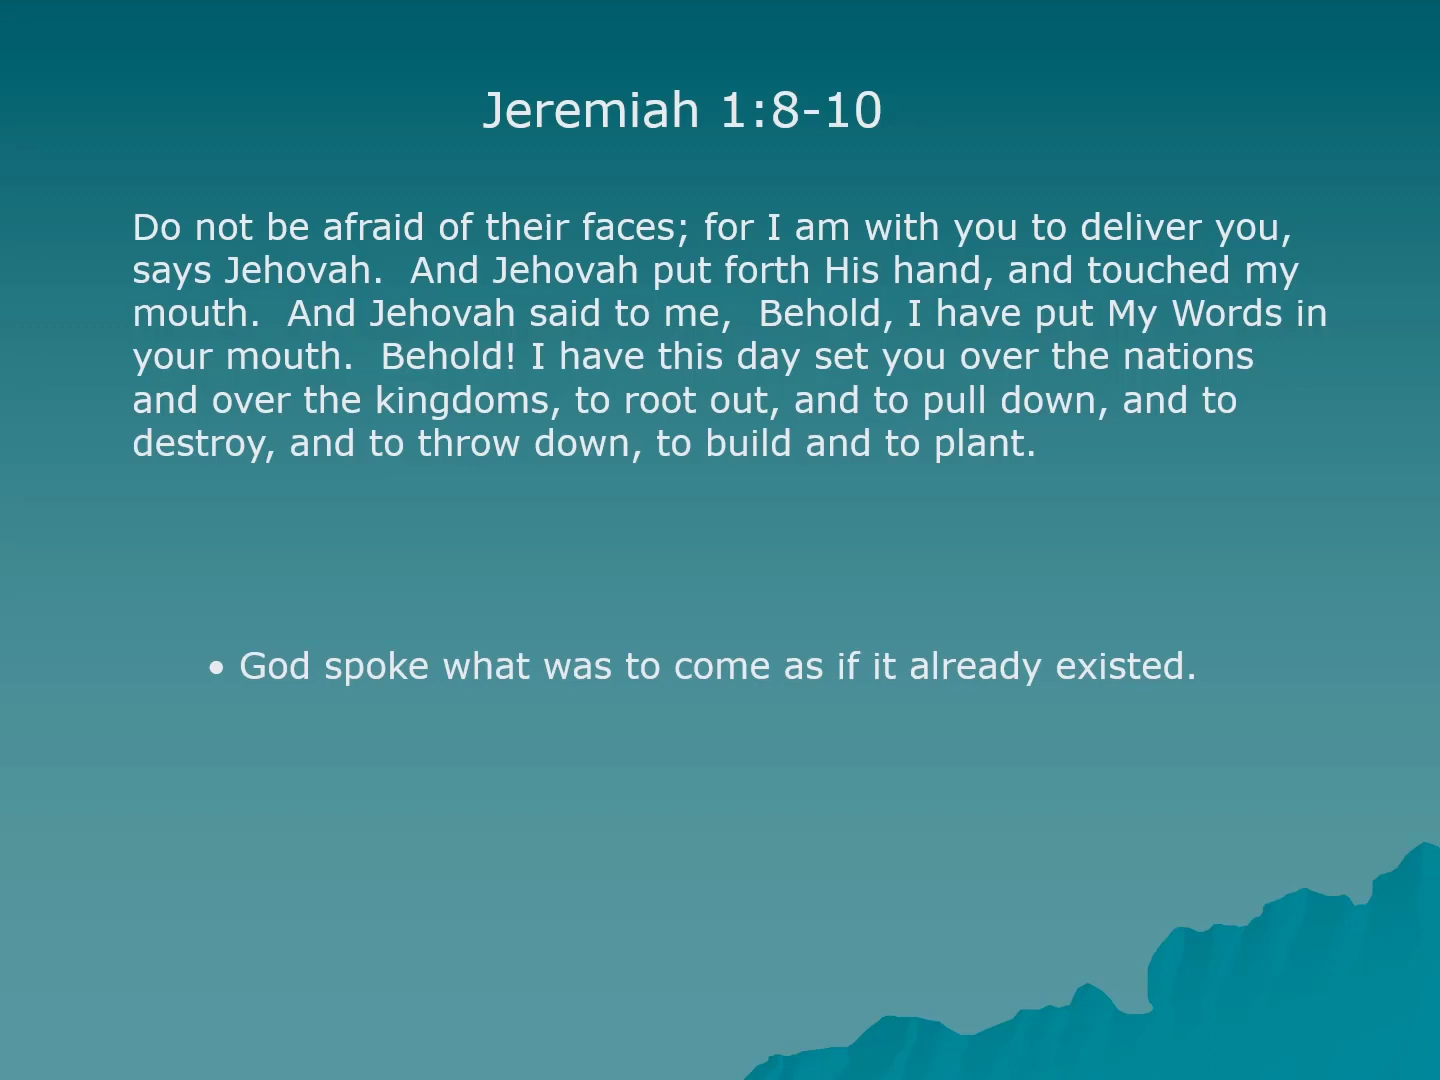 Jeremiah 1:8-10
Do not be afraid of their faces; for I am with you to deliver you,
says Jehovah.  And Jehovah put forth His hand, and touched my
mouth.  And Jehovah said to me,  Behold, I have put My Words in
your mouth.  Behold! I have this day set you over the nations
and over the kingdoms, to root out, and to pull down, and to
destroy, and to throw down, to build and to plant.
• God spoke what was to come as if it already existed.